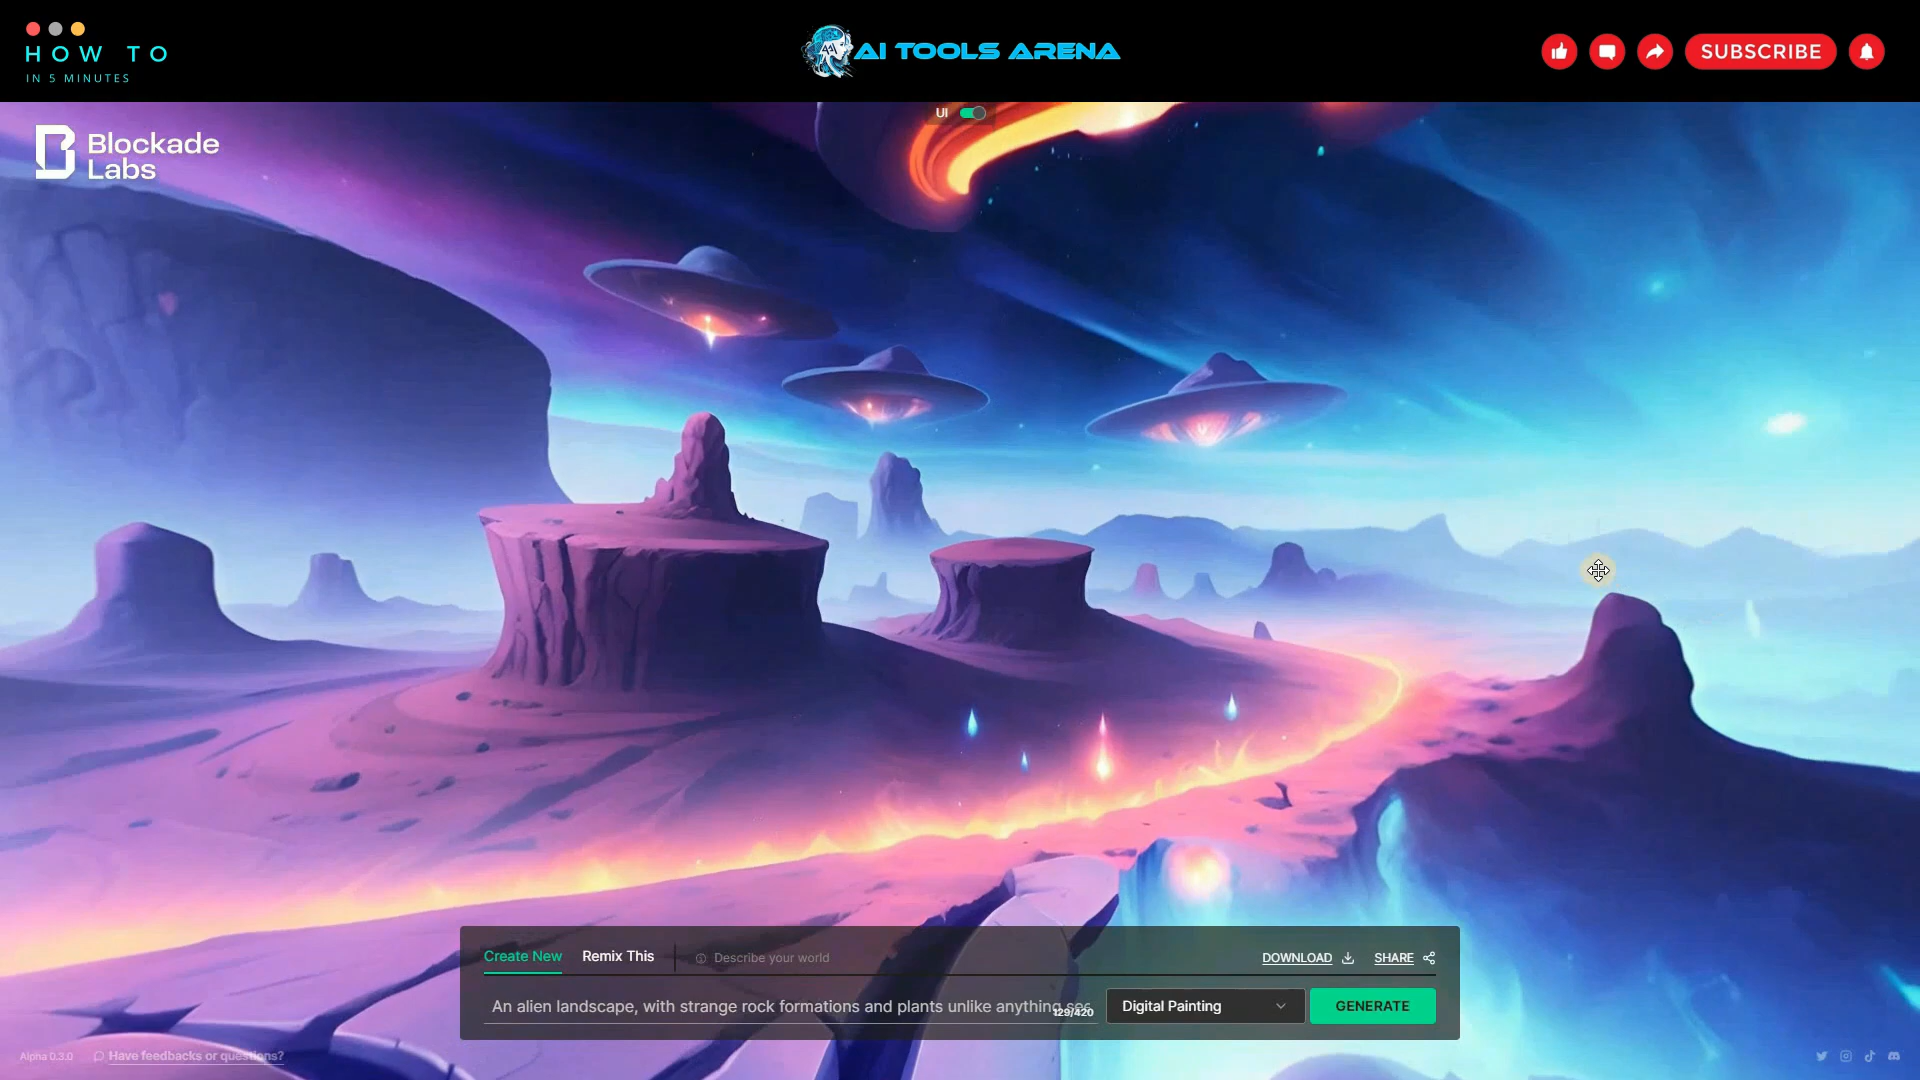 HOW TO
IN 5 MINUTES
AI TOOLS ARENA
SUBSCRIBE
UI
Blockade
Labs
Create New
Remix This
Describe your world
DOWNLOAD
SHARE
An alien landscape, with strange rock formations and plants unlike anything
129/420
Digital Painting
GENERATE
Alpha 0.3.0
Have feedbacks or questions?